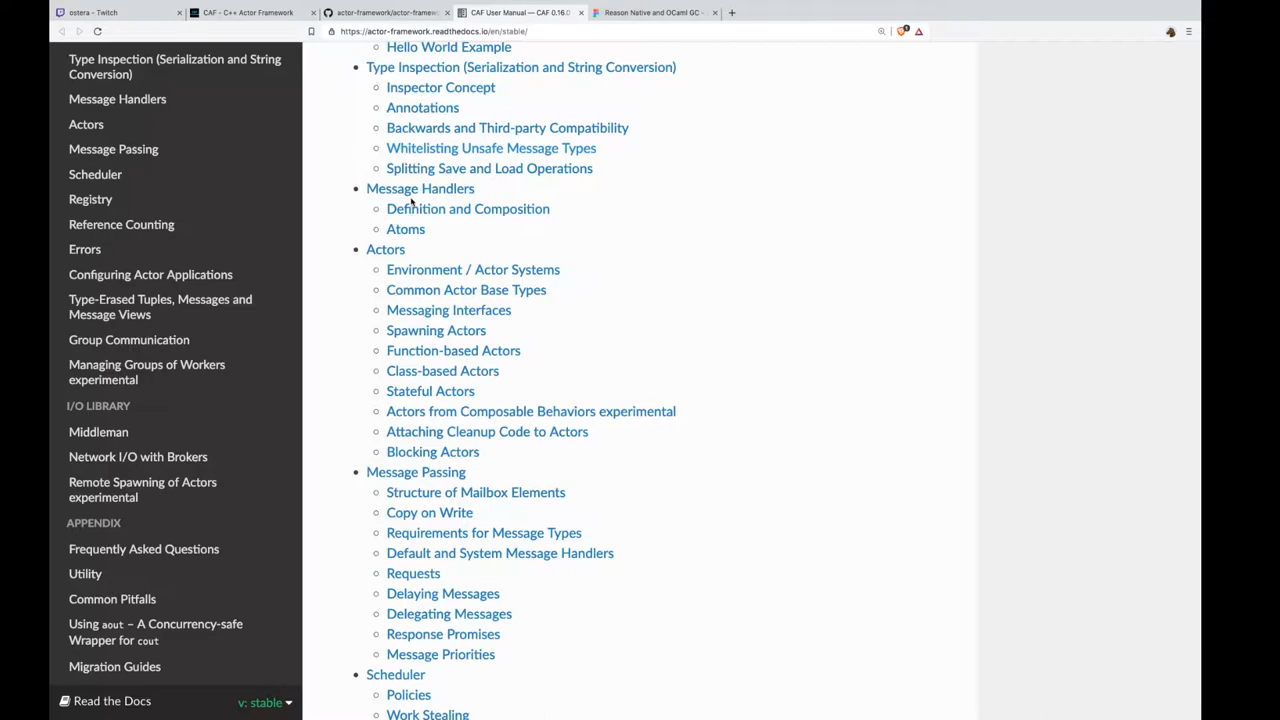 ostera - Twitch
CAF - C++ Actor Framework
actor-framework/actor-framew
CAF User Manual — CAF 0.16.0
Reason Native and OCaml GC -
https://actor-framework.readthedocs.io/en/stable/
Type Inspection (Serialization and String
Conversion)
Message Handlers
Actors
Message Passing
Scheduler
Registry
Reference Counting
Errors
Configuring Actor Applications
Type-Erased Tuples, Messages and
Message Views
Group Communication
Managing Groups of Workers
experimental
I/O LIBRARY
Middleman
Network I/O with Brokers
Remote Spawning of Actors
experimental
APPENDIX
Frequently Asked Questions
Utility
Common Pitfalls
Using aout – A Concurrency-safe
Wrapper for cout
Migration Guides
Read the Docs
v: stable
Hello World Example
Type Inspection (Serialization and String Conversion)
Inspector Concept
Annotations
Backwards and Third-party Compatibility
Whitelisting Unsafe Message Types
Splitting Save and Load Operations
Message Handlers
Definition and Composition
Atoms
Actors
Environment / Actor Systems
Common Actor Base Types
Messaging Interfaces
Spawning Actors
Function-based Actors
Class-based Actors
Stateful Actors
Actors from Composable Behaviors experimental
Attaching Cleanup Code to Actors
Blocking Actors
Message Passing
Structure of Mailbox Elements
Copy on Write
Requirements for Message Types
Default and System Message Handlers
Requests
Delaying Messages
Delegating Messages
Response Promises
Message Priorities
Scheduler
Policies
Work Stealing